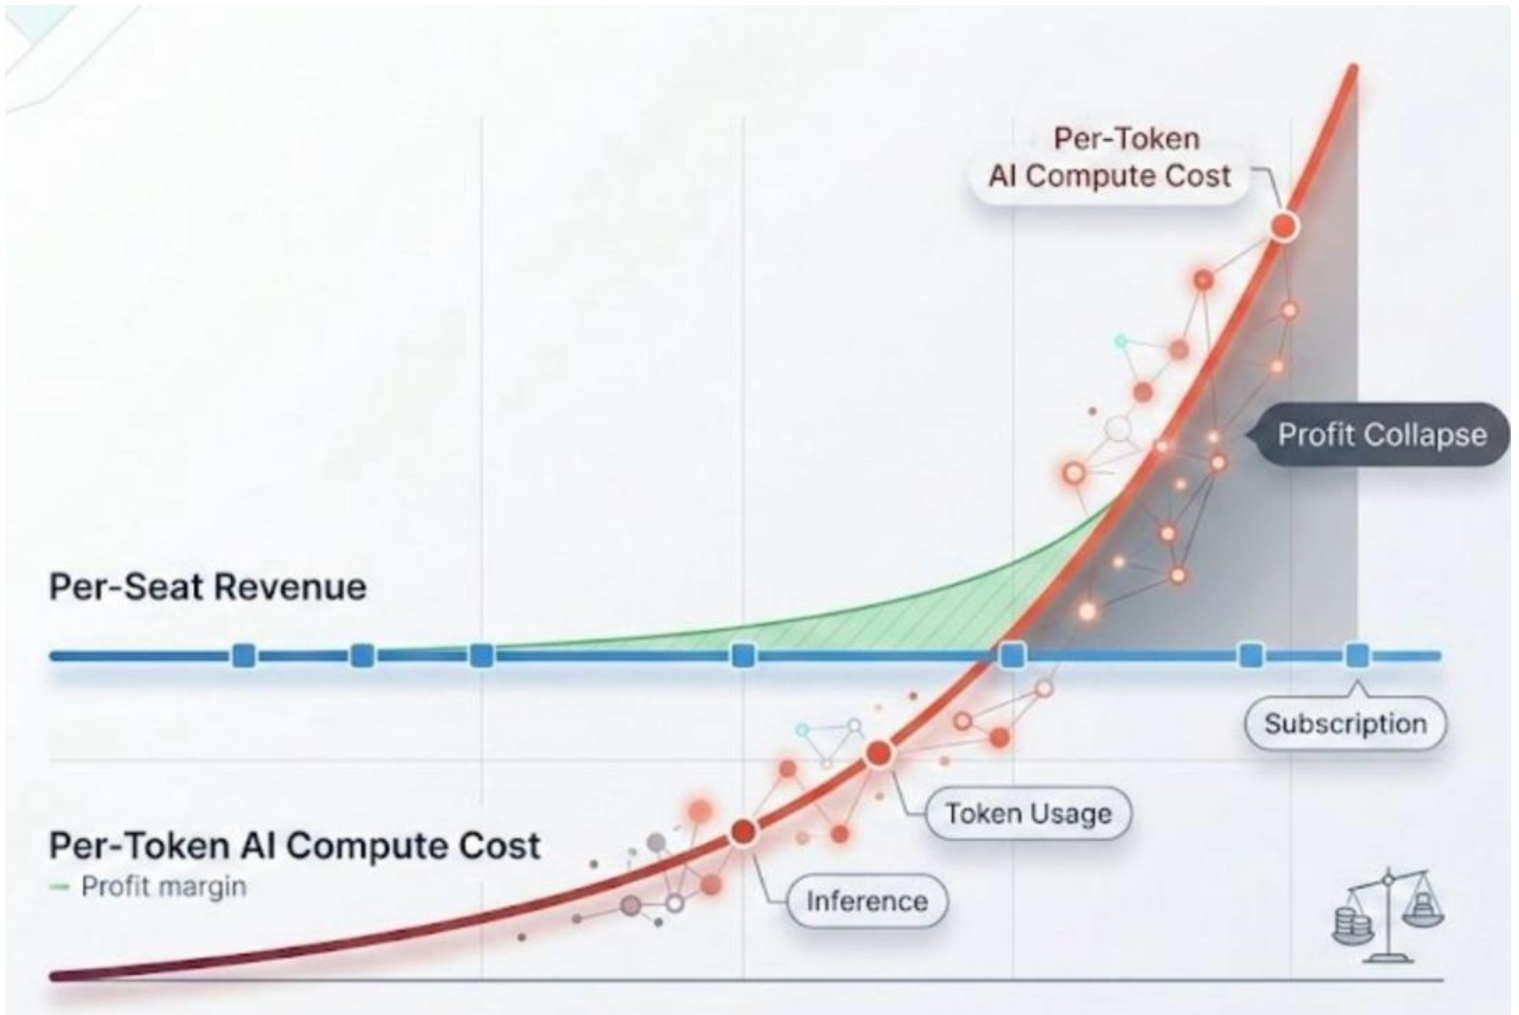 Per-Token
AI Compute Cost
Profit Collapse
Per-Seat Revenue
Subscription
Token Usage
Per-Token AI Compute Cost
Profit margin
Inference